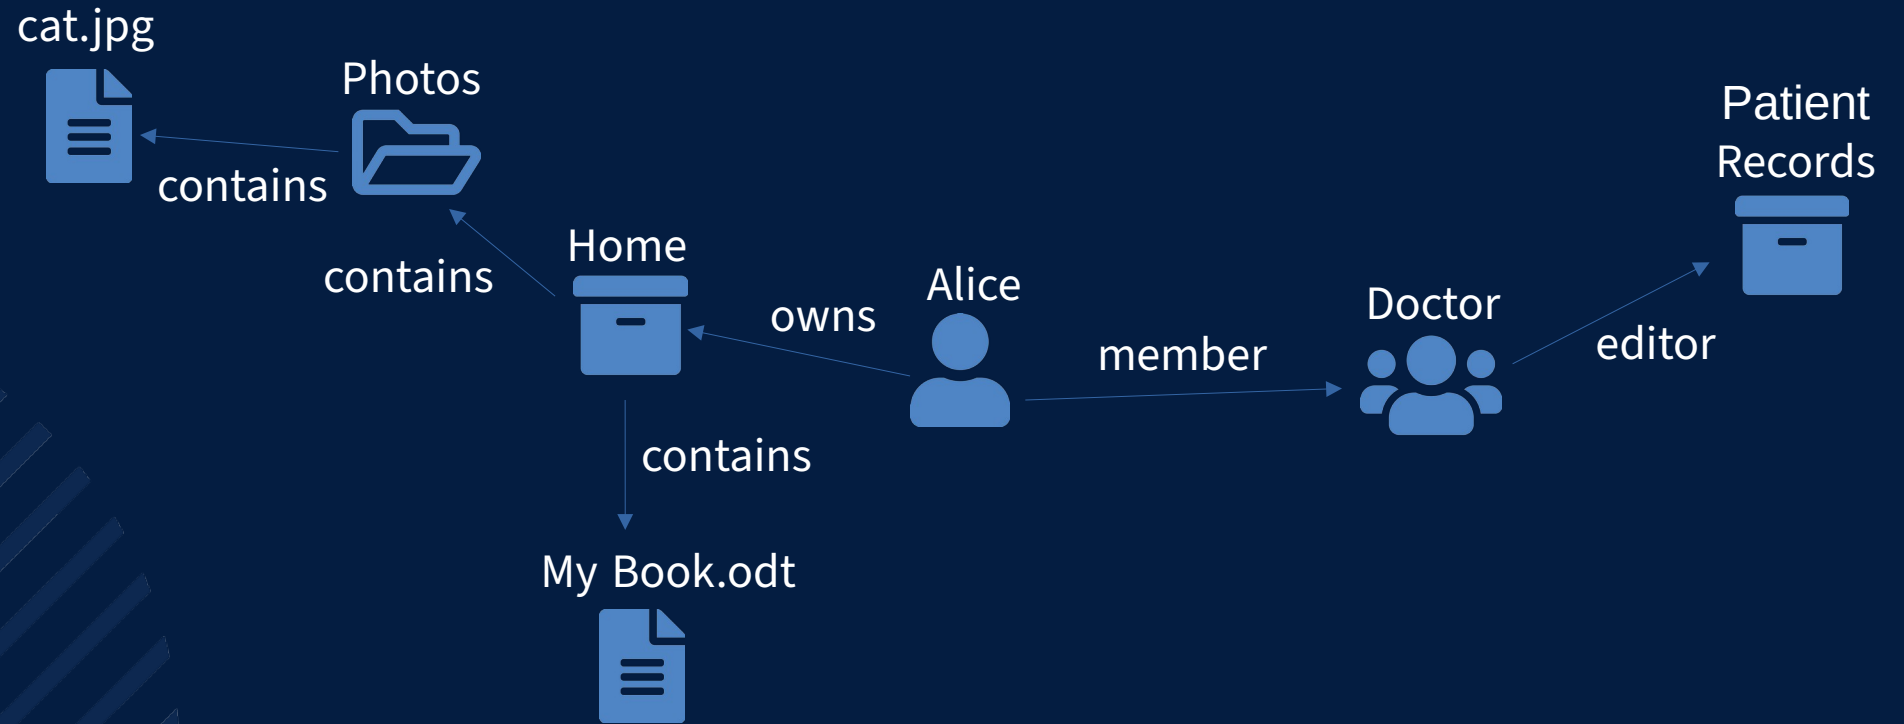 cat.jpg
Photos
contains
Patient
Records
Home
contains
Alice
owns
Doctor
member
editor
contains
My Book.odt